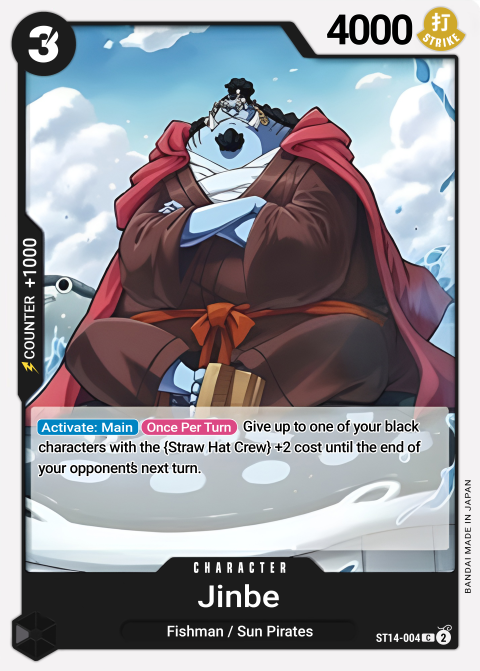 3
4000
打
STRIKE
COUNTER +1000
Activate: Main Once Per Turn Give up to one of your black
characters with the {Straw Hat Crew} +2 cost until the end of
your opponent's next turn.
BANDAI MADE IN JAPAN
CHARACTER
Jinbe
Fishman / Sun Pirates
ST14-004 C 2